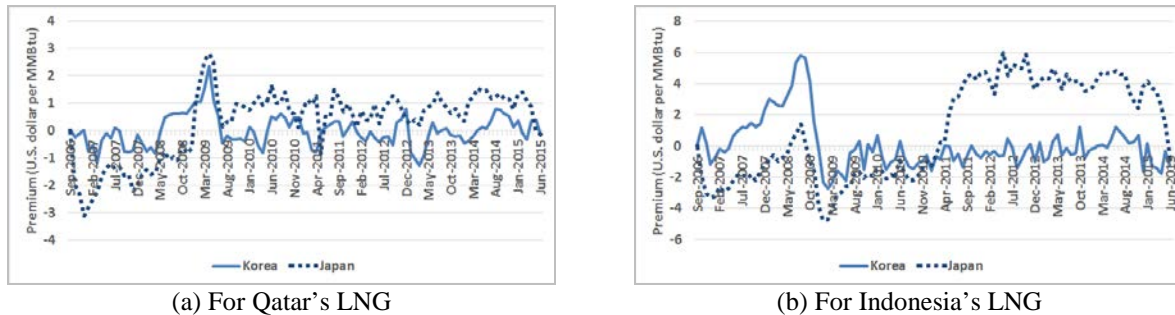 Premium (U.S. dollar per MMBtu)
4
3
2
1
0
-1
-2
-3
-4
Sep-2006
Feb-2007
Jul-2007
Dec-2007
May-2008
Oct-2008
Mar-2009
Aug-2009
Jan-2010
Jun-2010
Nov-2010
Apr-2011
Sep-2011
Feb-2012
Jul-2012
Dec-2012
May-2013
Oct-2013
Mar-2014
Aug-2014
Jan-2015
Jun-2015
Korea Japan
(a) For Qatar's LNG
Premium (U.S. dollar per MMBtu)
8
6
4
2
0
-2
-4
-6
Sep-2006
Feb-2007
Jul-2007
Dec-2007
May-2008
Oct-2008
Mar-2009
Aug-2009
Jan-2010
Jun-2010
Nov-2010
Apr-2011
Sep-2011
Feb-2012
Jul-2012
Dec-2012
May-2013
Oct-2013
Mar-2014
Aug-2014
Jan-2015
Jun-2015
Korea Japan
(b) For Indonesia's LNG